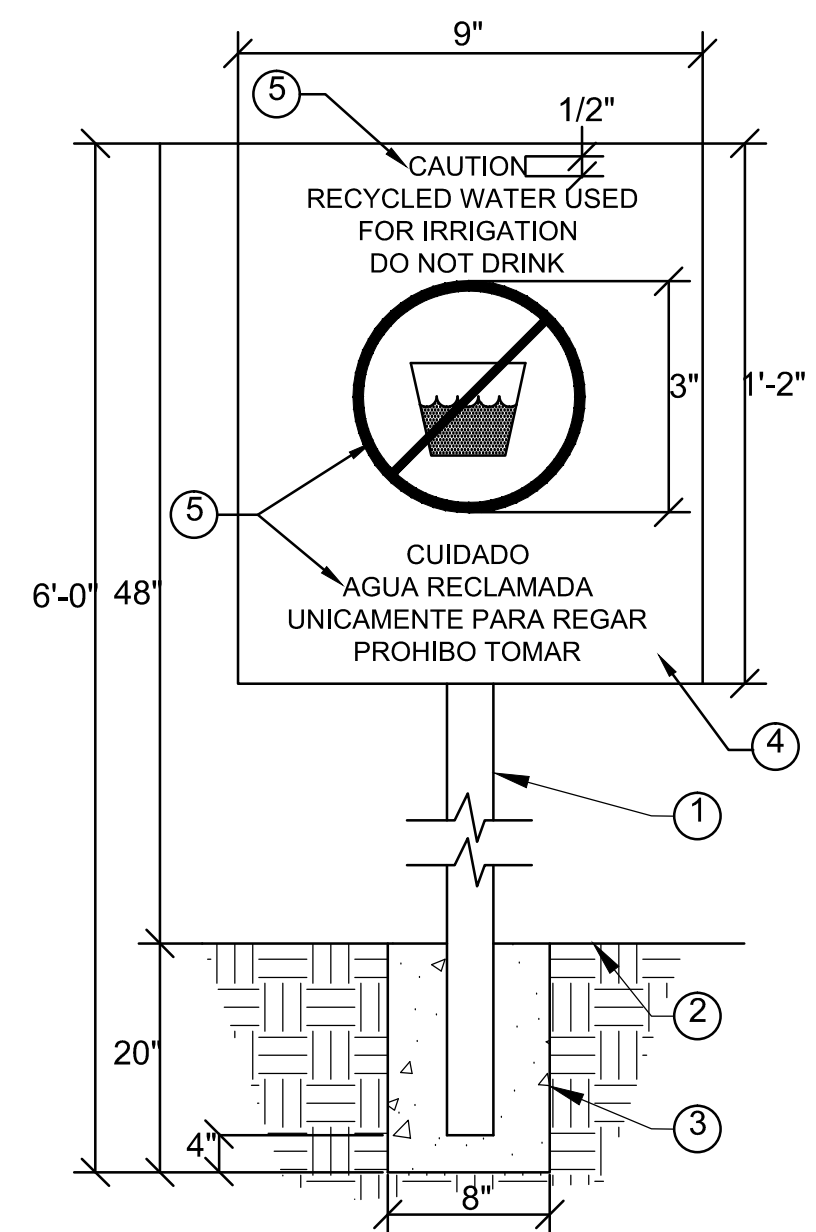 9"
5
1/2"
CAUTION
RECYCLED WATER USED
FOR IRRIGATION
DO NOT DRINK
3"
1'-2"
5
6'-0"
48"
CUIDADO
AGUA RECLAMADA
UNICAMENTE PARA REGAR
PROHIBO TOMAR
4
1
2
20"
3
4"
8"